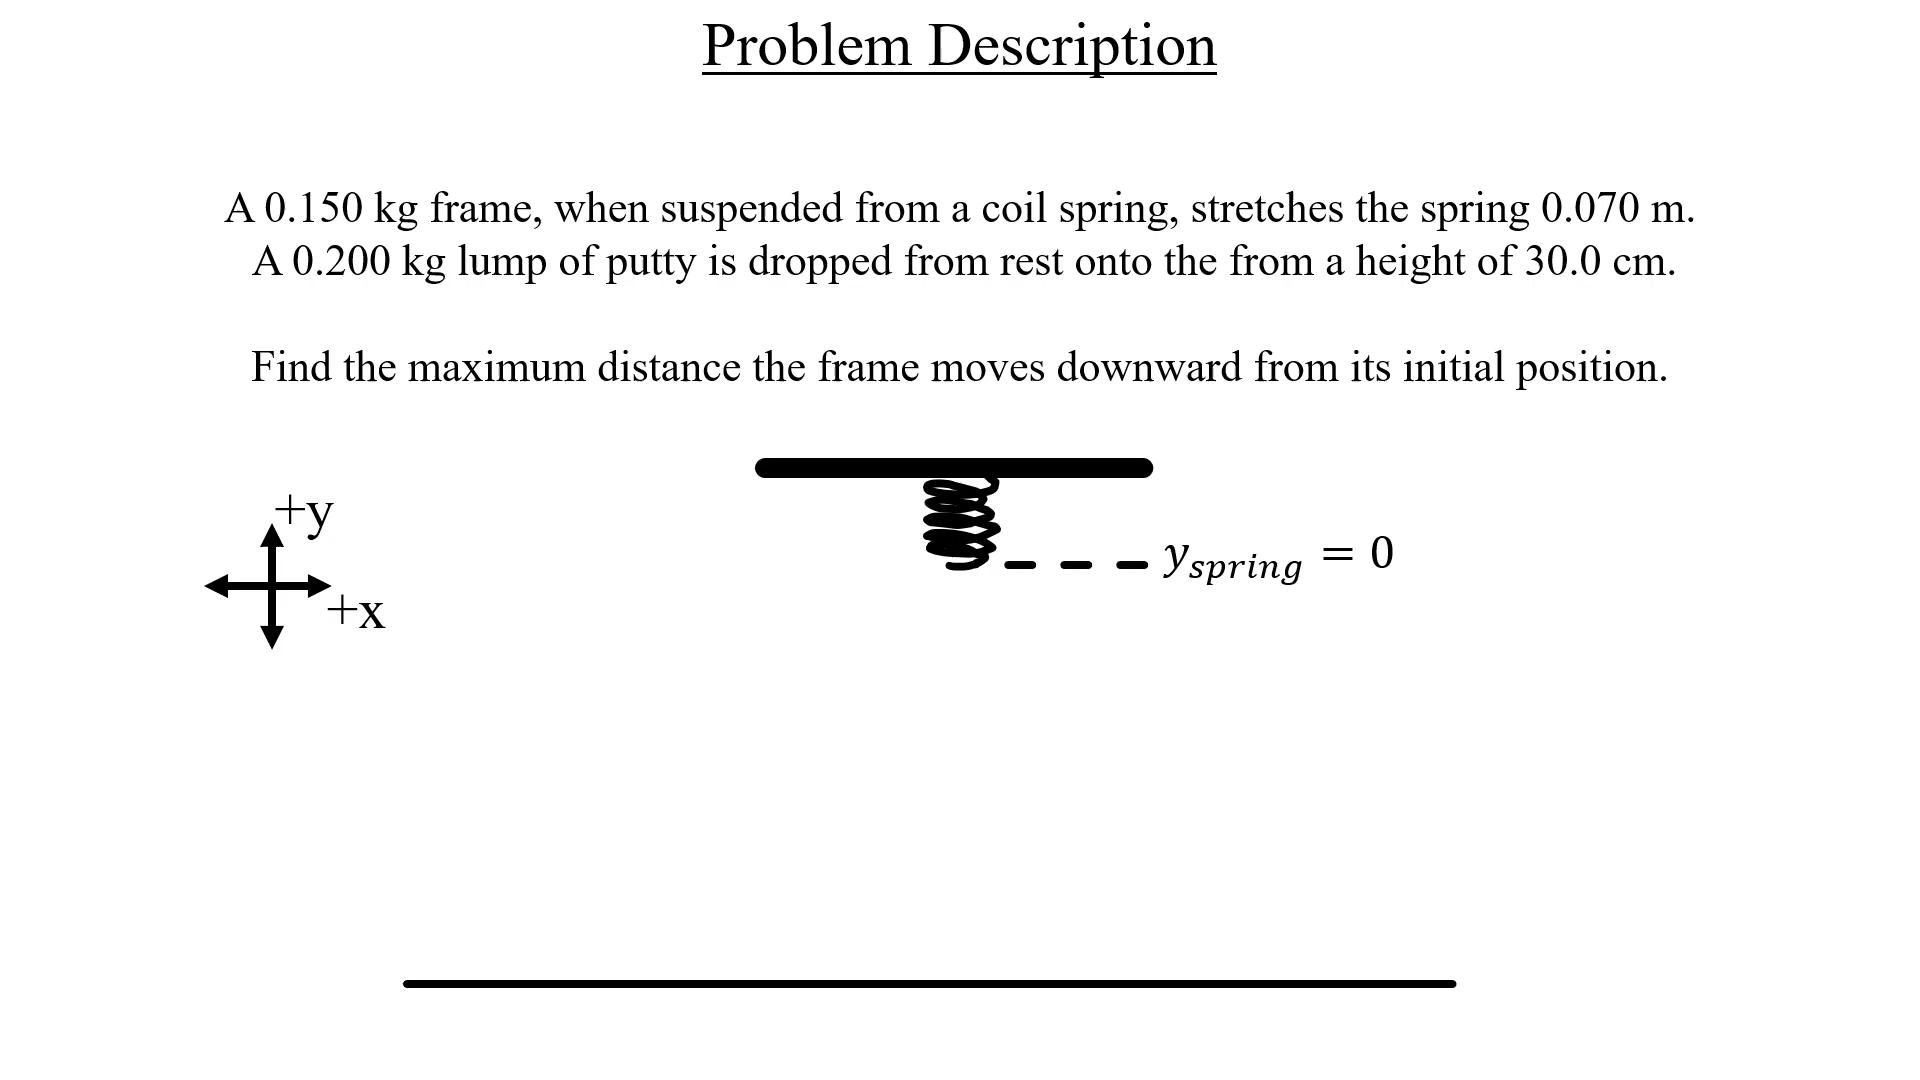 Problem Description
A 0.150 kg frame, when suspended from a coil spring, stretches the spring 0.070 m.
A 0.200 kg lump of putty is dropped from rest onto the from a height of 30.0 cm.
Find the maximum distance the frame moves downward from its initial position.
+y
+x
y_spring = 0